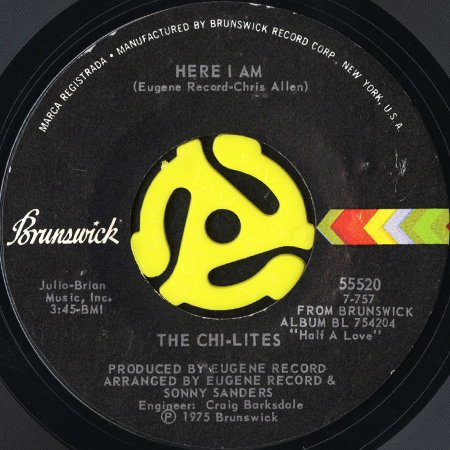 MARCA REGISTRADA • MANUFACTURED BY BRUNSWICK RECORD CORP. NEW YORK, U.S.A.
HERE I AM
(Eugene Record-Chris Allen)
Brunswick
Julio-Brian
Music, Inc.
3:45-BMI
55520
7-757
FROM BRUNSWICK
ALBUM BL 754204
"Half A Love"
THE CHI-LITES
PRODUCED BY EUGENE RECORD
ARRANGED BY EUGENE RECORD &
SONNY SANDERS
Engineer: Craig Barksdale
Ⓟ 1975 Brunswick